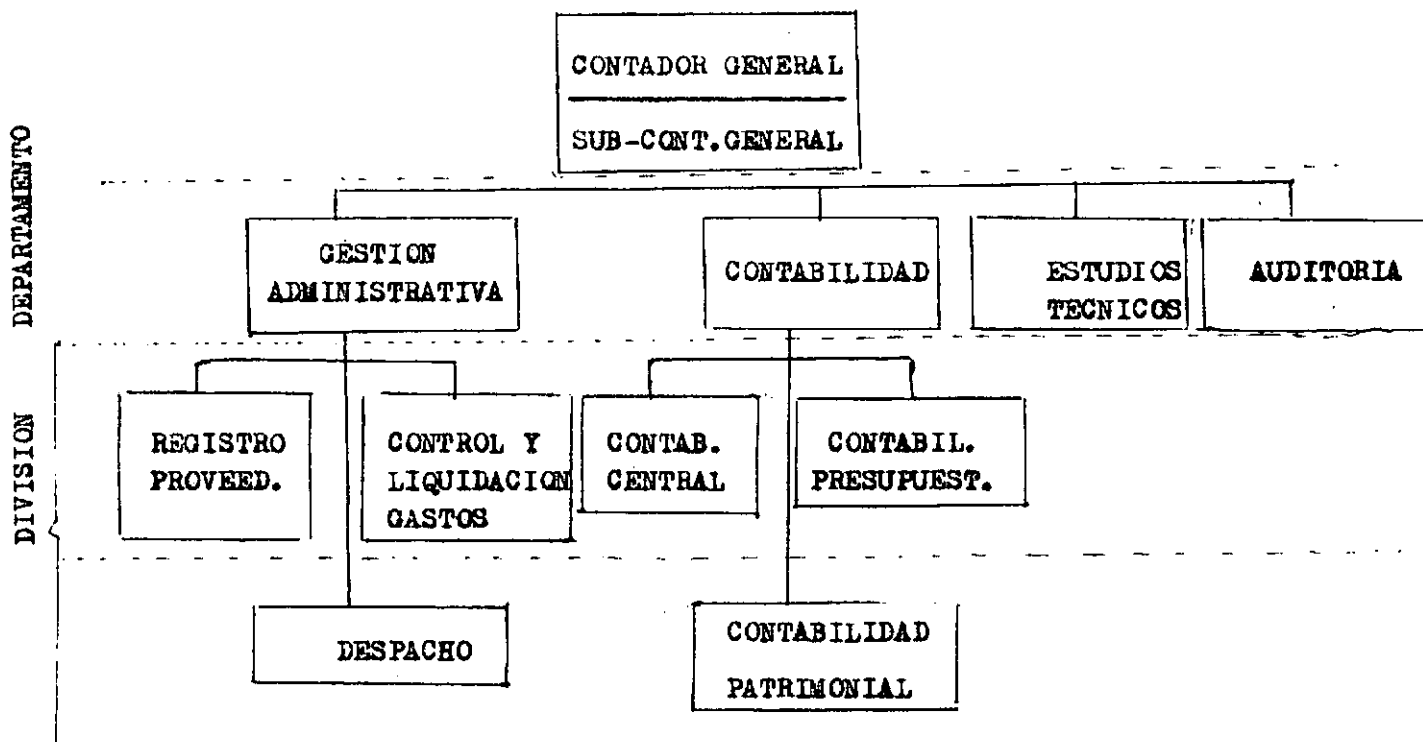 CONTADOR GENERAL
SUB-CONT.GENERAL
DEPARTAMENTO
GESTION
ADMINISTRATIVA
CONTABILIDAD
ESTUDIOS
TECNICOS
AUDITORIA
DIVISION
REGISTRO
PROVEED.
CONTROL Y
LIQUIDACION
GASTOS
CONTAB.
CENTRAL
CONTABIL.
PRESUPUEST.
DESPACHO
CONTABILIDAD
PATRIMONIAL